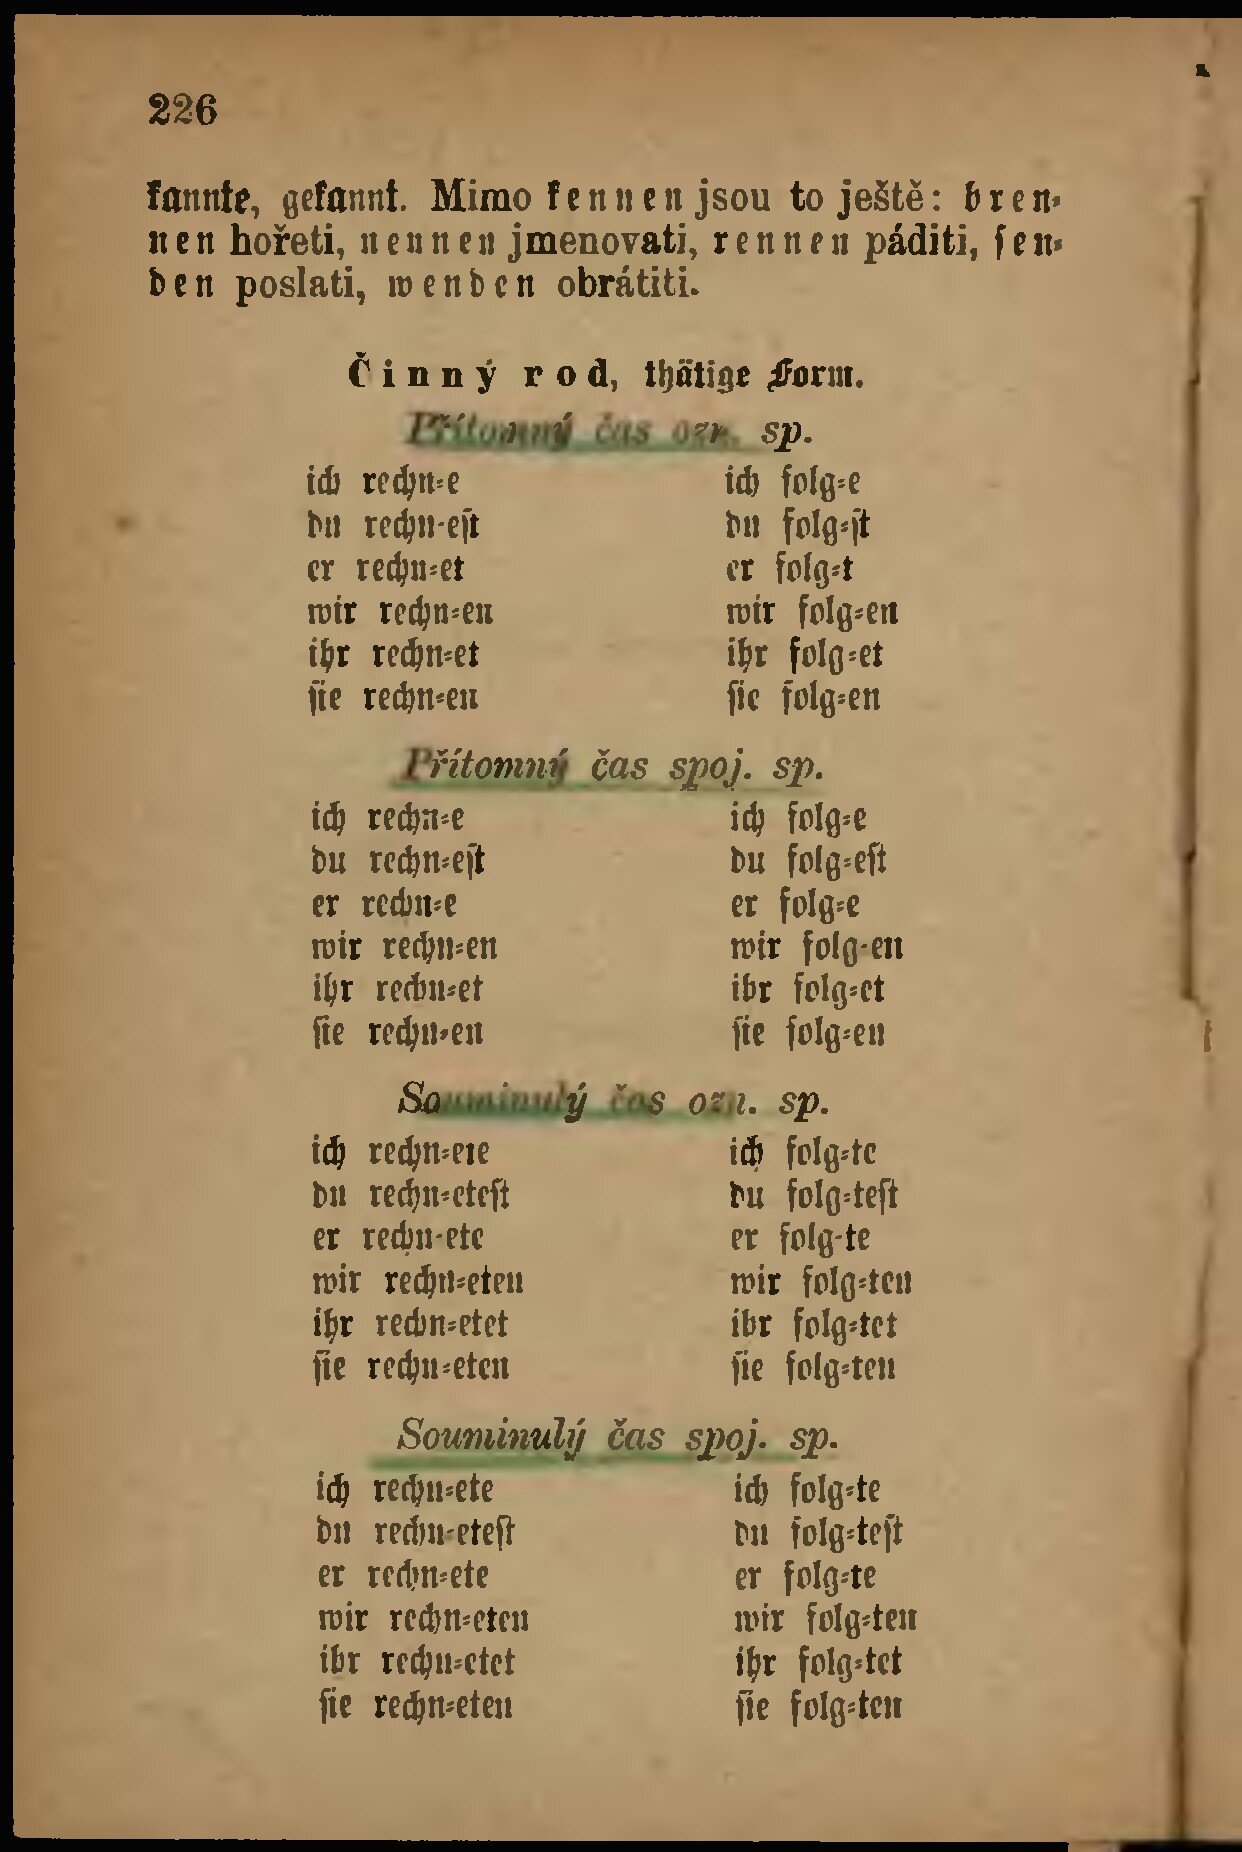 226
kannte, gekannt. Mimo kennen jsou to ještě: bren-
nen hořeti, nennen jmenovati, rennen páditi, sen-
den poslati, wenden obrátiti.
Činný rod, thätige Form.
Přítomný čas ozn. sp.
ich rechn=e ich folg=e
du rechn=est du folg=st
er rechn=et er folg=t
wir rechn=en wir folg=en
ihr rechn=et ihr folg=et
sie rechn=en sie folg=en
Přítomný čas spoj. sp.
ich rechn=e ich folg=e
du rechn=est du folg=est
er rechn=e er folg=e
wir rechn=en wir folg=en
ihr rechn=et ihr folg=et
sie rechn=en sie folg=en
Souminulý čas ozn. sp.
ich rechn=ete ich folg=te
du rechn=etest du folg=test
er rechn=ete er folg=te
wir rechn=eten wir folg=ten
ihr rechn=etet ihr folg=tet
sie rechn=eten sie folg=ten
Souminulý čas spoj. sp.
ich rechn=ete ich folg=te
du rechn=etest du folg=test
er rechn=ete er folg=te
wir rechn=eten wir folg=ten
ihr rechn=etet ihr folg=tet
sie rechn=eten sie folg=ten